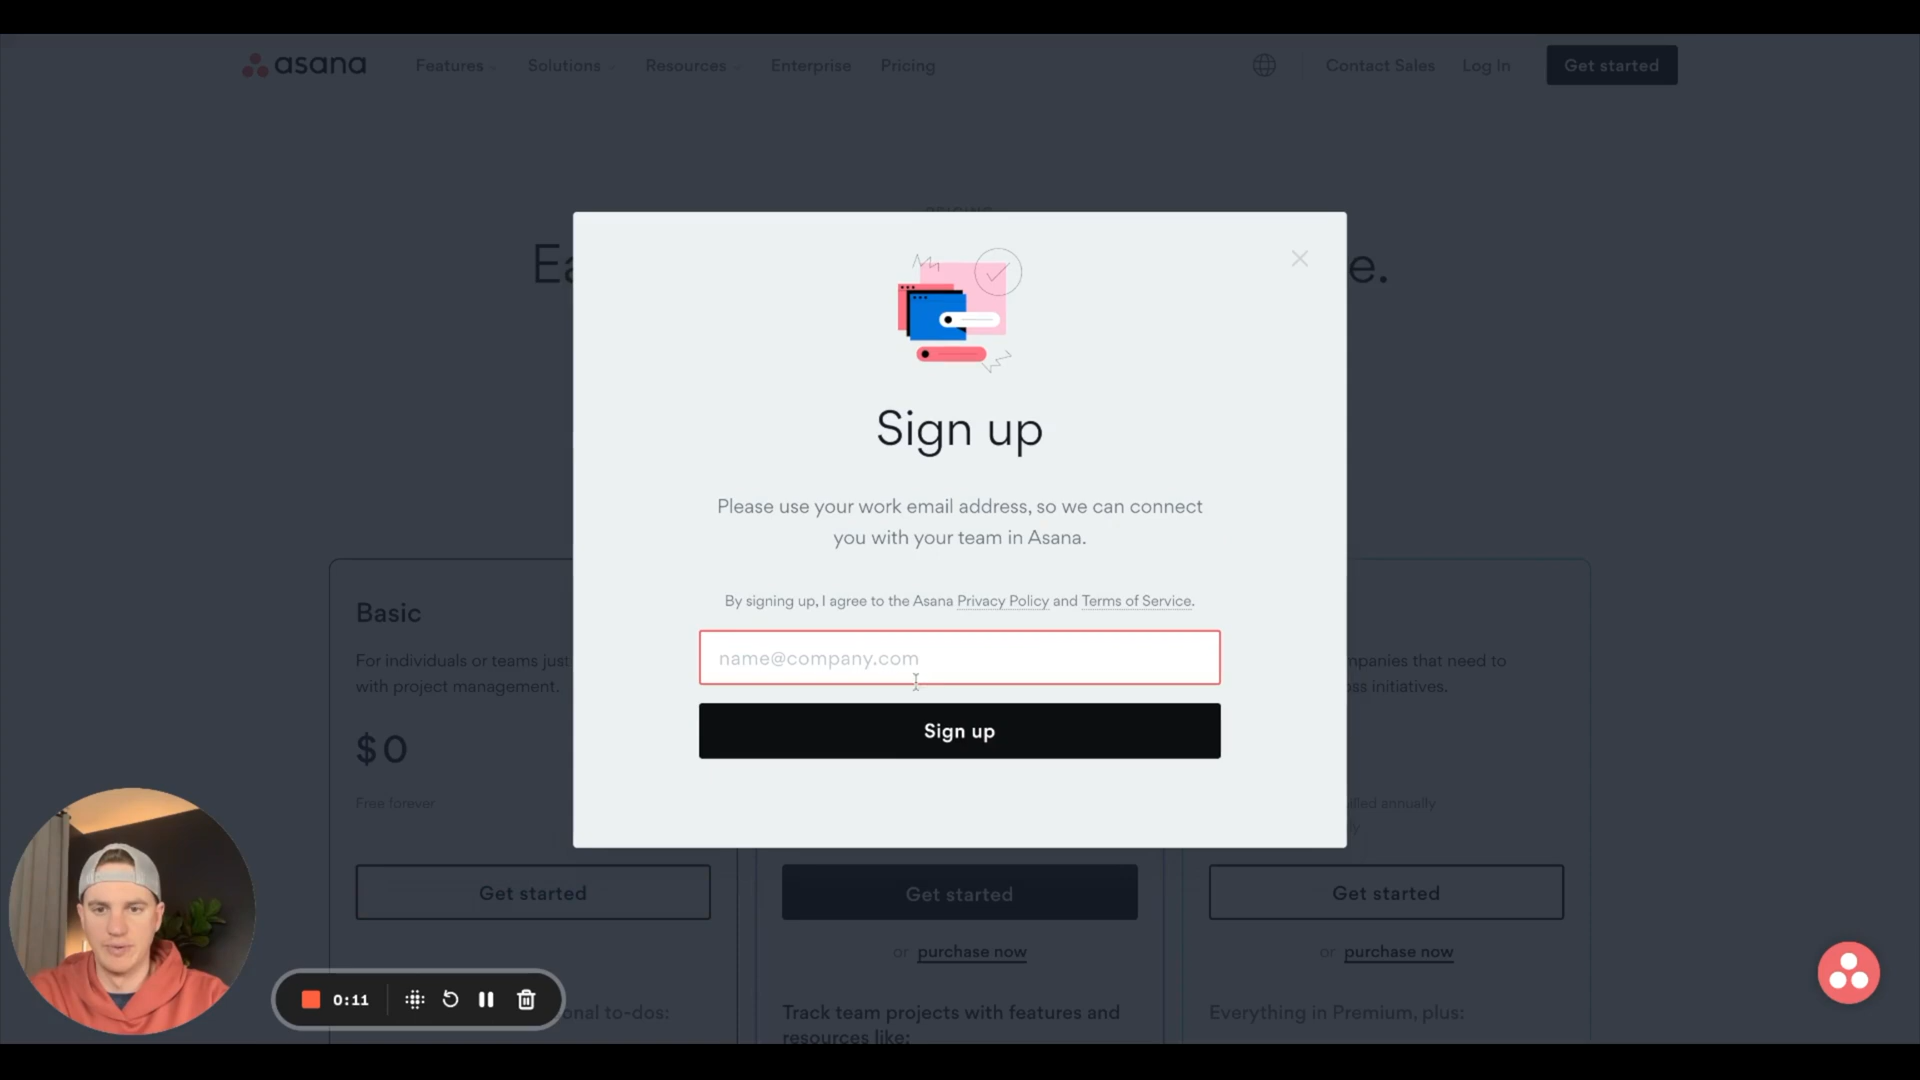 asana Features Solutions Resources Enterprise Pricing Contact Sales Log In Get started
Ea
e.
Sign up
Please use your work email address, so we can connect
you with your team in Asana.
By signing up, I agree to the Asana Privacy Policy and Terms of Service.
name@company.com
Sign up
Basic
For individuals or teams just
with project management.
$0
Free forever
Get started
Get started
or purchase now
Track team projects with features and
resources like:
npanies that need to
ss initiatives.
annually
Get started
or purchase now
Everything in Premium, plus:
onal to-dos:
0:11